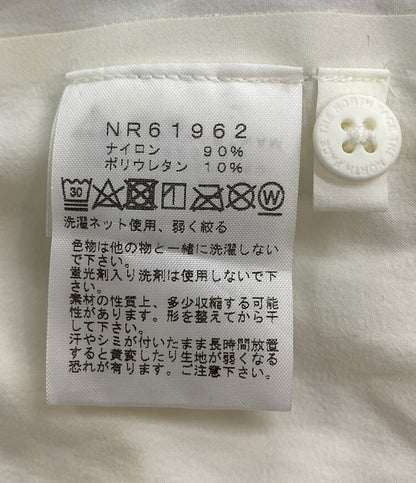 NR61962
ナイロン 90%
ポリウレタン 10%
30
W
洗濯ネット使用、弱く絞る
色物は他の物と一緒に洗濯しない
で下さい。
蛍光剤入り洗剤は使用しないで下
さい。
素材の性質上、多少収縮する可能
性があります。形を整えてから干
して下さい。
汗やシミが付いたまま長時間放置
すると黄変したり生地が弱くなる
恐れが有ります。ご注意下さい。
THE NORTH FACE
THE NORTH FACE